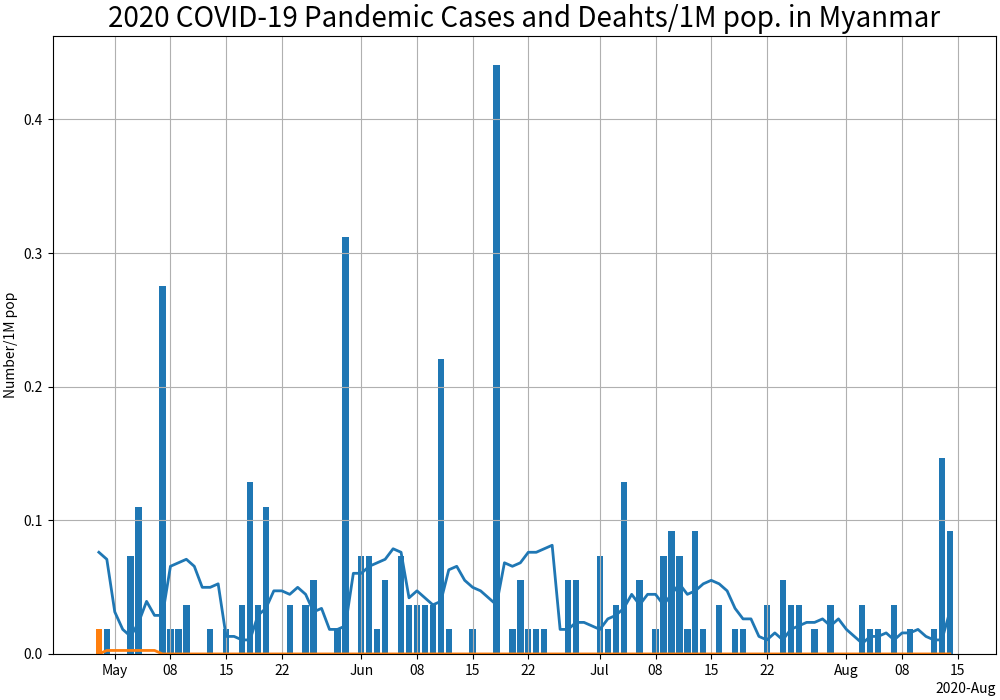 2020 COVID-19 Pandemic Cases and Deahts/1M pop. in Myanmar
Number/1M pop
0.4
0.3
0.2
0.1
0.0
May 08 15 22 Jun 08 15 22 Jul 08 15 22 Aug 08 15
2020-Aug